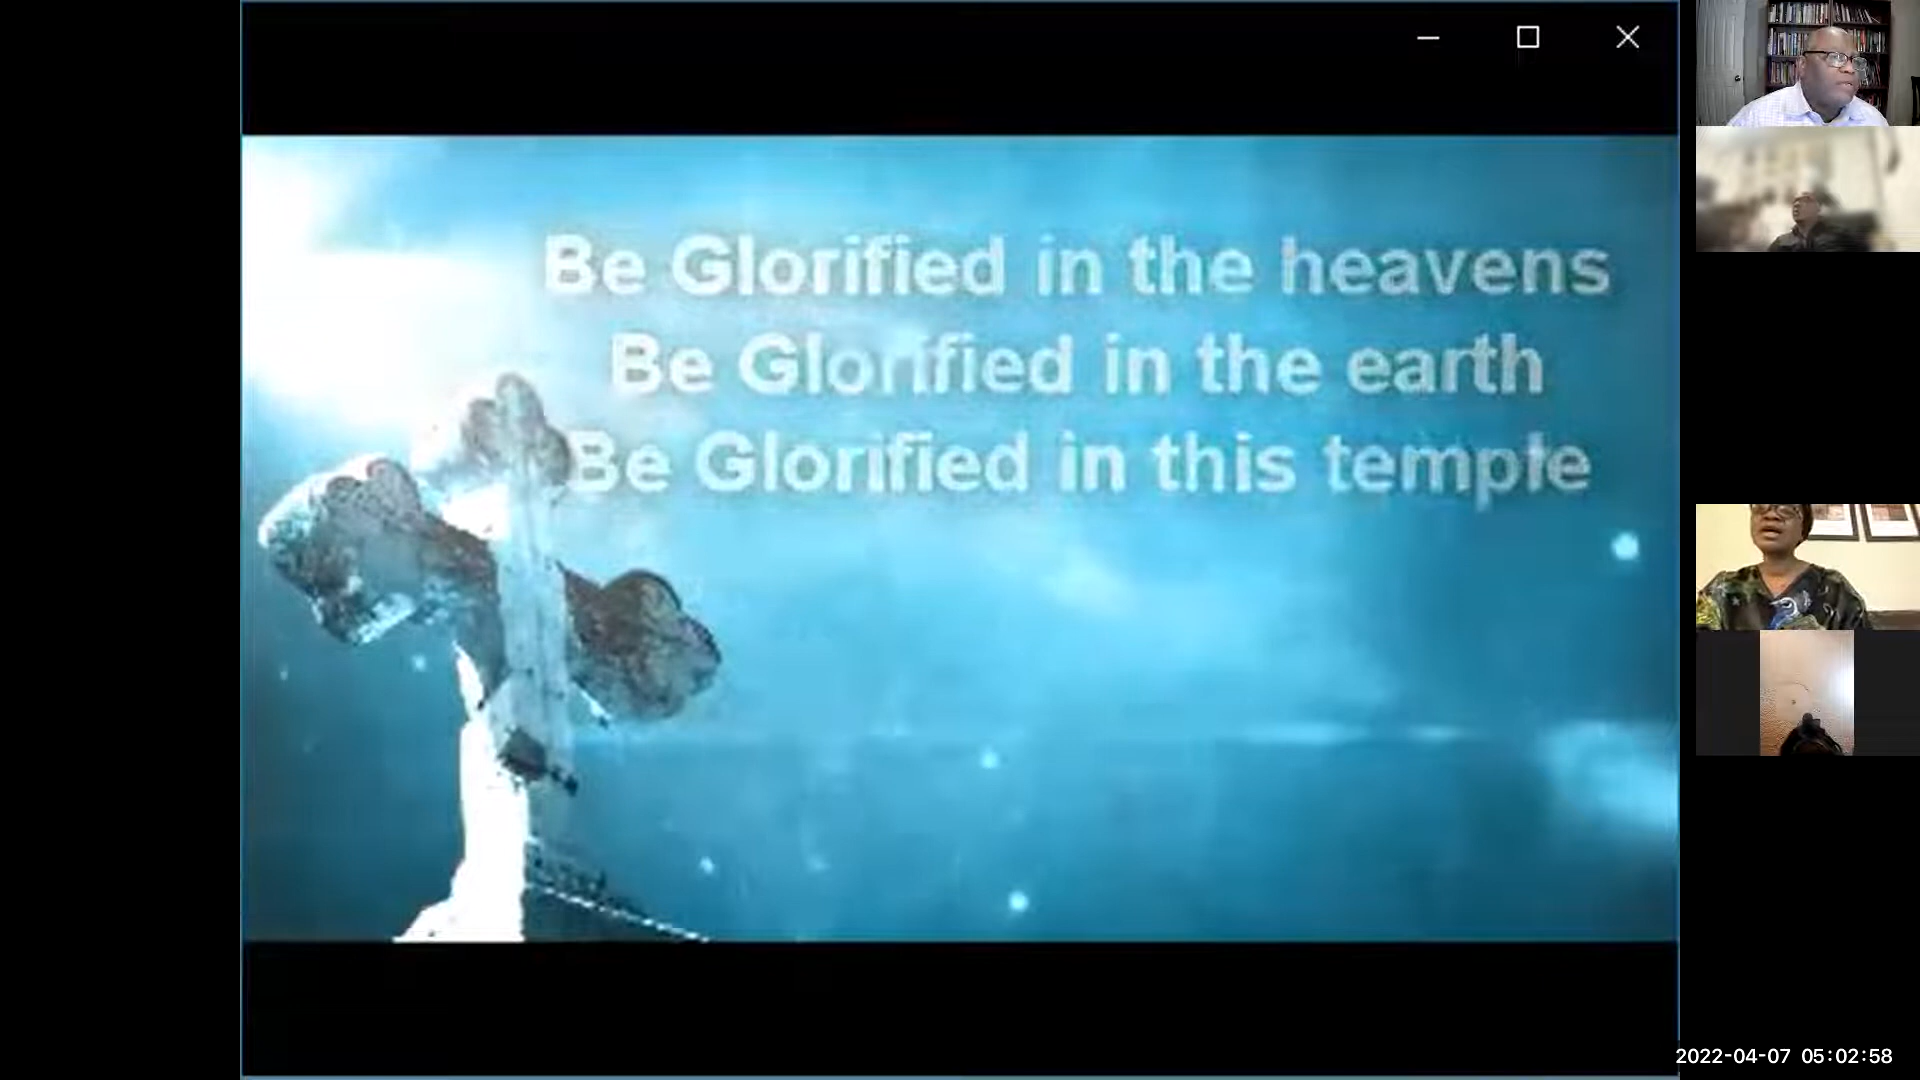 Be Glorified in the heavens
Be Glorified in the earth
Be Glorified in this temple
2022-04-07 05:02:58